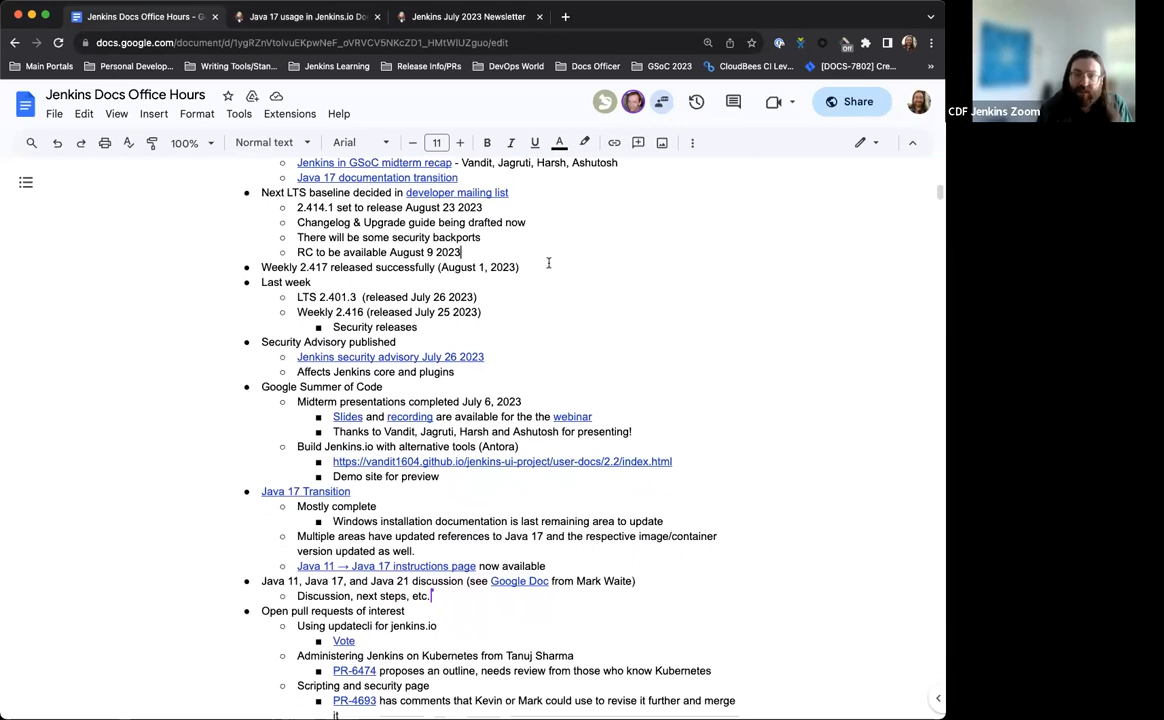 Jenkins Docs Office Hours - G
Java 17 usage in Jenkins.io Do
Jenkins July 2023 Newsletter
docs.google.com/document/d/1ygRZnVtoIvuEKpwNeF_oVRVCV5NKcZD1_HMtWlUZguo/edit
Off
Main Portals
Personal Develop...
Writing Tools/Stan...
Jenkins Learning
Release Info/PRs
DevOps World
Docs Officer
GSoC 2023
CloudBees CI Lev...
[DOCS-7802] Cre...
CDF Jenkins Zoom
Jenkins Docs Office Hours
File Edit View Insert Format Tools Extensions Help
Share
100% Normal text Arial 11 B I U A
Jenkins in GSoC midterm recap - Vandit, Jagruti, Harsh, Ashutosh
Java 17 documentation transition
Next LTS baseline decided in developer mailing list
2.414.1 set to release August 23 2023
Changelog & Upgrade guide being drafted now
There will be some security backports
RC to be available August 9 2023
Weekly 2.417 released successfully (August 1, 2023)
Last week
LTS 2.401.3 (released July 26 2023)
Weekly 2.416 (released July 25 2023)
Security releases
Security Advisory published
Jenkins security advisory July 26 2023
Affects Jenkins core and plugins
Google Summer of Code
Midterm presentations completed July 6, 2023
Slides and recording are available for the the webinar
Thanks to Vandit, Jagruti, Harsh and Ashutosh for presenting!
Build Jenkins.io with alternative tools (Antora)
https://vandit1604.github.io/jenkins-ui-project/user-docs/2.2/index.html
Demo site for preview
Java 17 Transition
Mostly complete
Windows installation documentation is last remaining area to update
Multiple areas have updated references to Java 17 and the respective image/container
version updated as well.
Java 11 → Java 17 instructions page now available
Java 11, Java 17, and Java 21 discussion (see Google Doc from Mark Waite)
Discussion, next steps, etc.
Open pull requests of interest
Using updatecli for jenkins.io
Vote
Administering Jenkins on Kubernetes from Tanuj Sharma
PR-6474 proposes an outline, needs review from those who know Kubernetes
Scripting and security page
PR-4693 has comments that Kevin or Mark could use to revise it further and merge
it